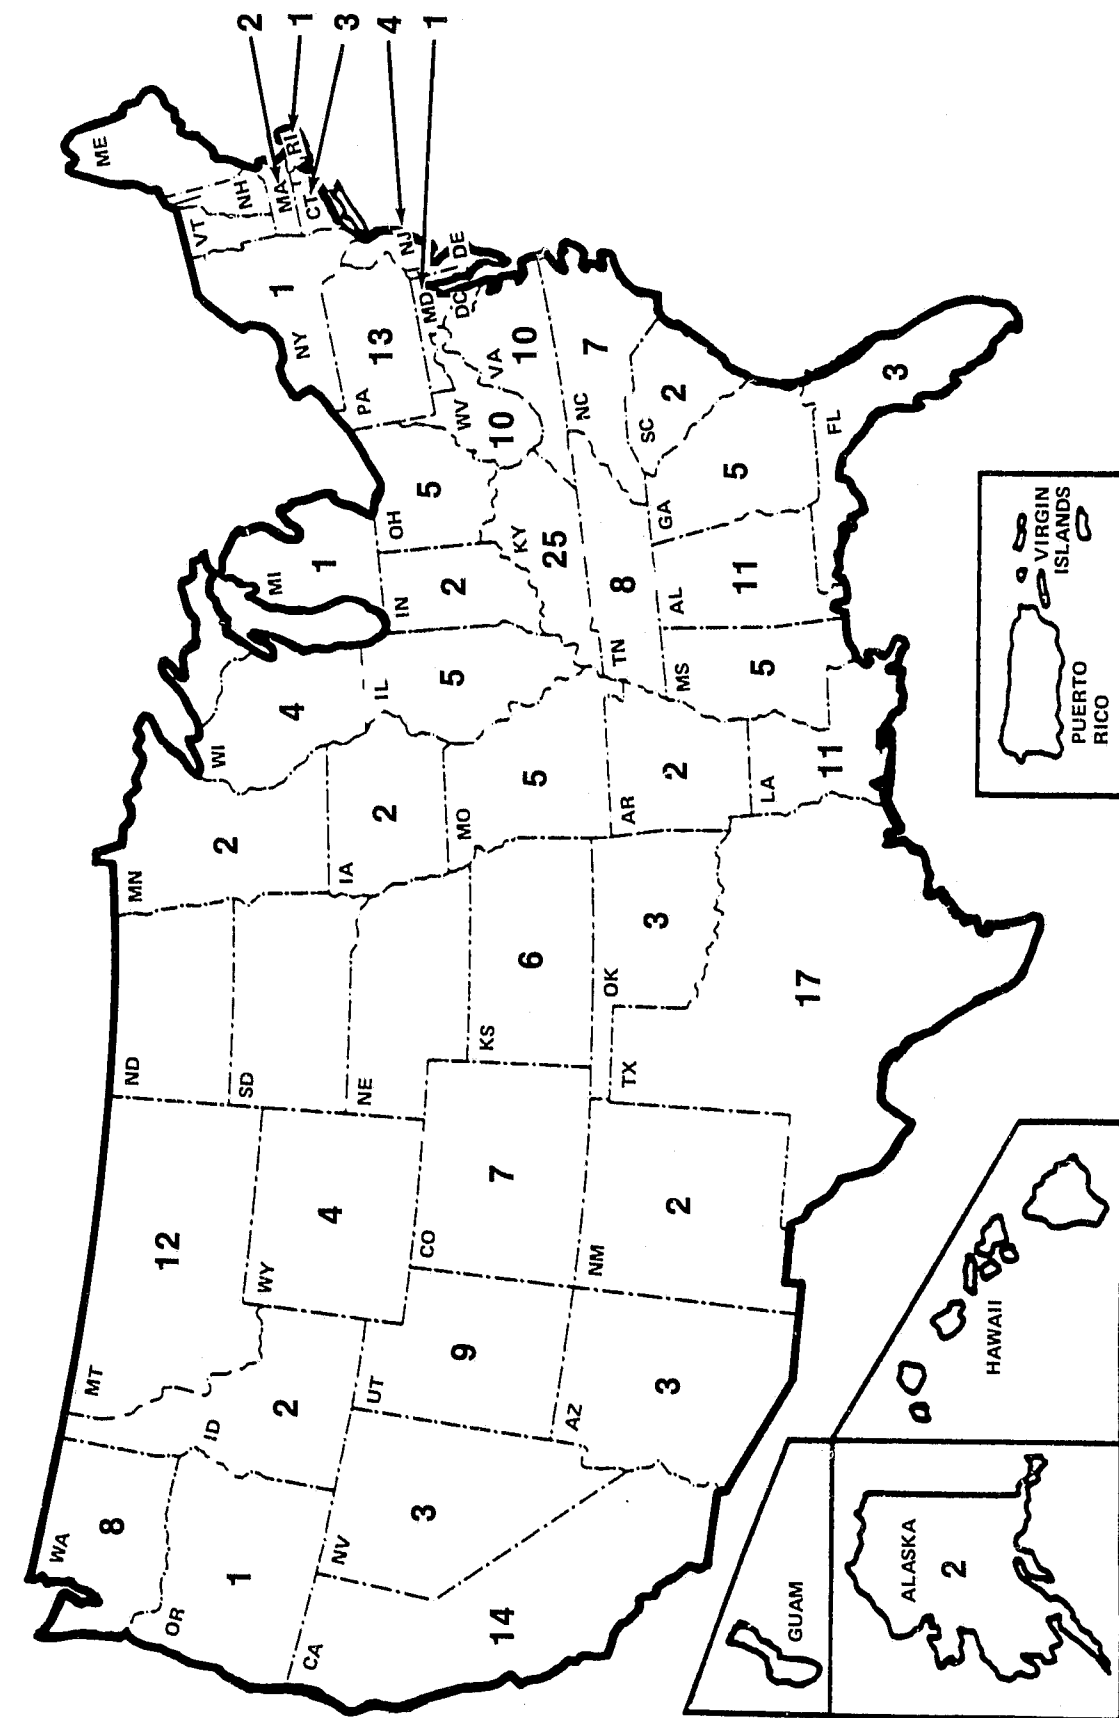 WA
8
OR
1
CA
14
NV
3
ID
2
MT
12
WY
4
UT
9
CO
7
AZ
3
NM
2
ND
SD
NE
KS
6
OK
3
TX
17
MN
2
IA
2
MO
5
AR
2
LA
11
WI
4
IL
5
MI
1
IN
2
OH
5
KY
25
TN
8
MS
5
AL
11
GA
5
FL
3
SC
2
NC
7
VA
10
WV
10
PA
13
NY
1
VT
NH
ME
MA
2
RI
1
CT
3
NJ
4
MD
1
DE
DC
GUAM
ALASKA
2
HAWAII
PUERTO
RICO
VIRGIN
ISLANDS